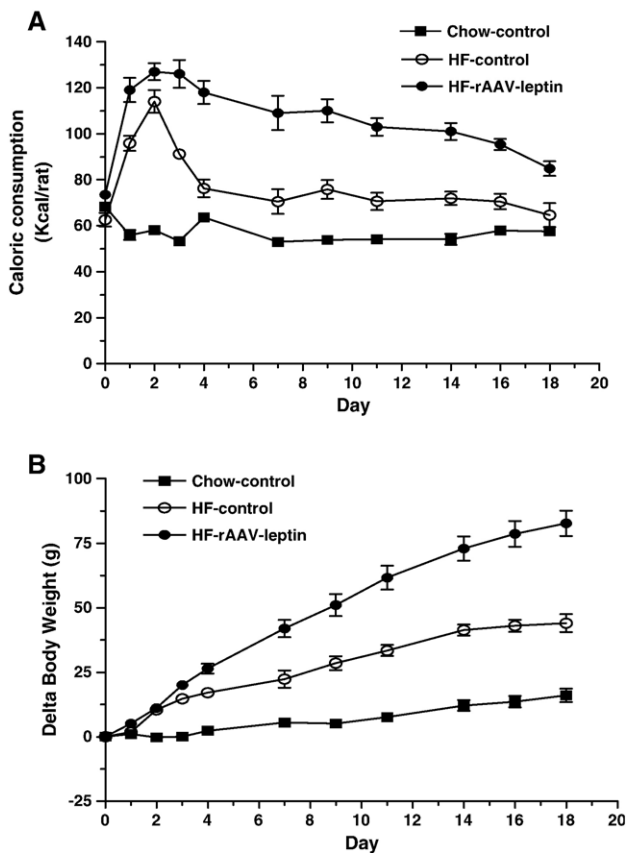 A
Chow-control
HF-control
HF-rAAV-leptin
Caloric consumption
(Kcal/rat)
140
120
100
80
60
40
20
0
0 2 4 6 8 10 12 14 16 18 20
Day
B
Chow-control
HF-control
HF-rAAV-leptin
Delta Body Weight (g)
100
75
50
25
0
-25
0 2 4 6 8 10 12 14 16 18 20
Day